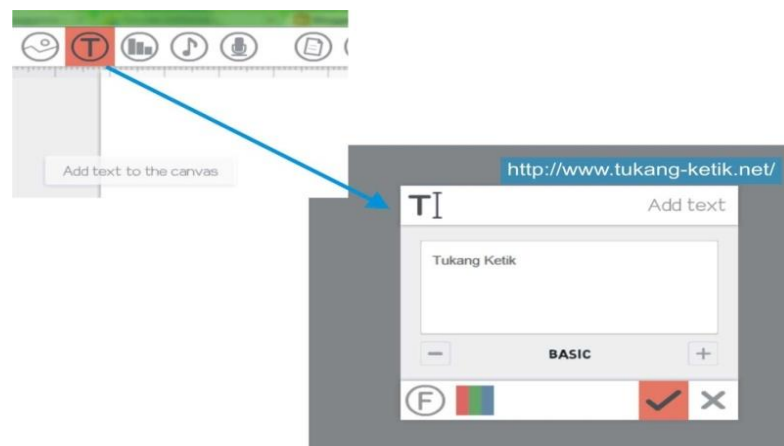 T
Add text to the canvas
http://www.tukang-ketik.net/
T
Add text
Tukang Ketik
BASIC
F